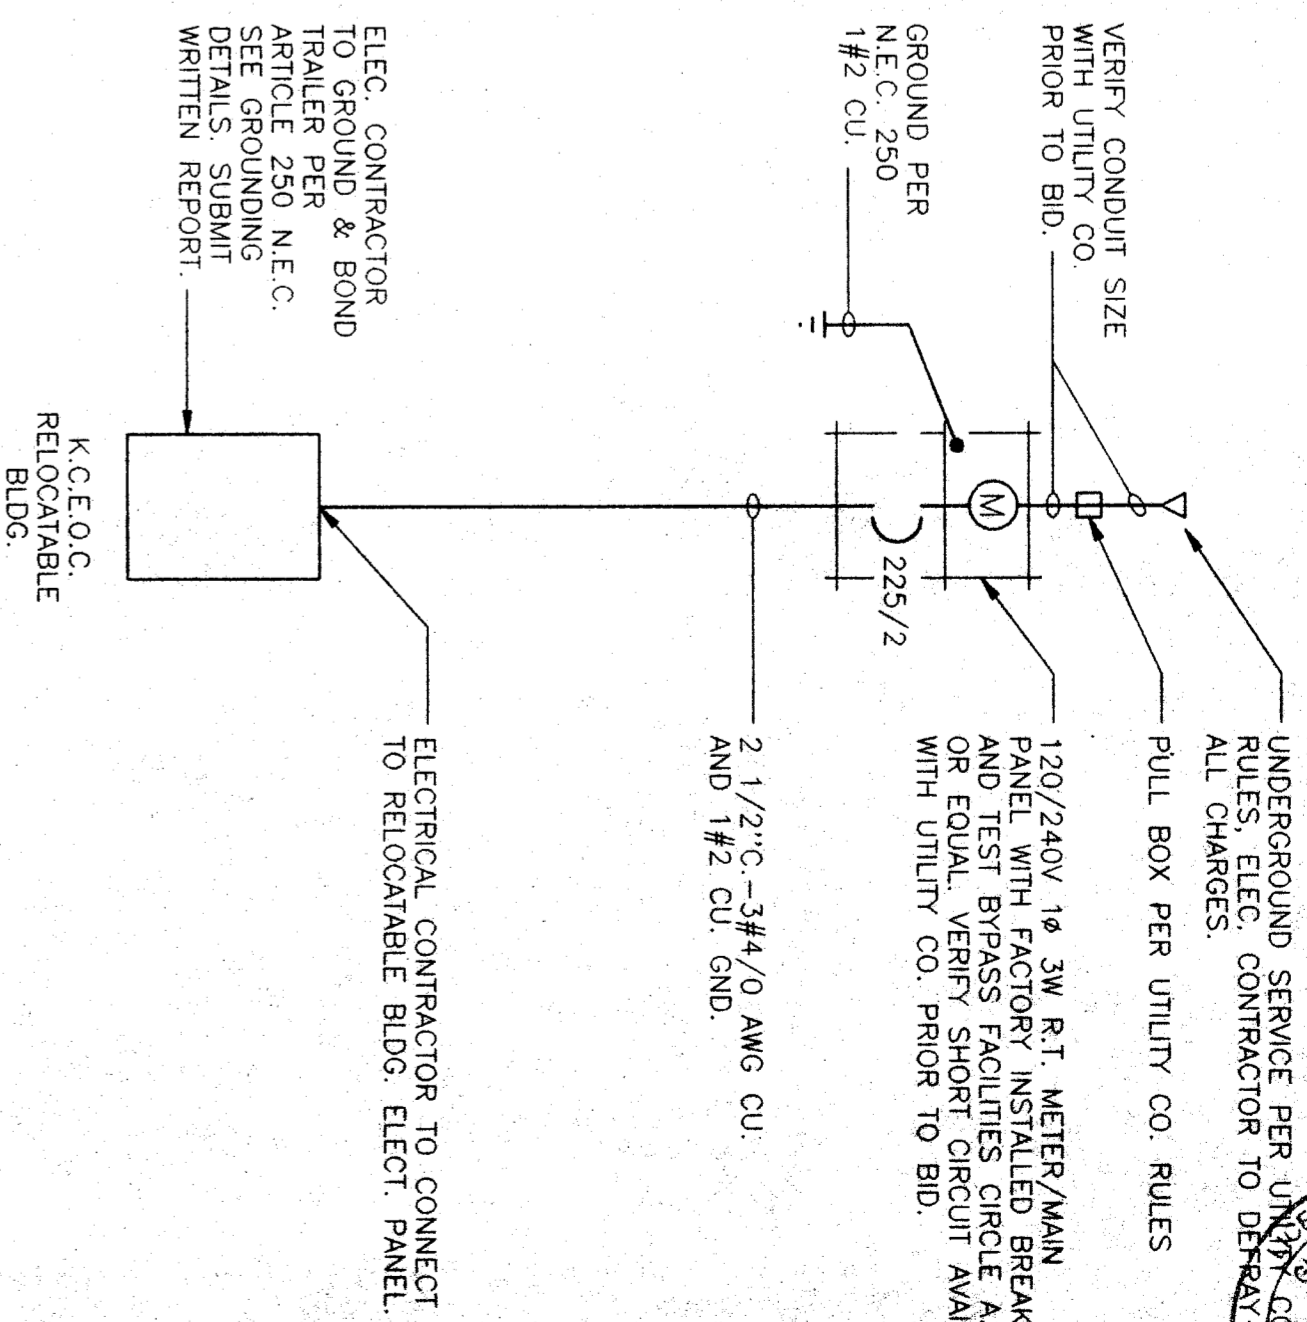 VERIFY CONDUIT SIZE
WITH UTILITY CO.
PRIOR TO BID.
GROUND PER
N.E.C. 250
1#2 CU.
ELEC. CONTRACTOR
TO GROUND & BOND
TRAILER PER
ARTICLE 250 N.E.C.
SEE GROUNDING
DETAILS. SUBMIT
WRITTEN REPORT.
M
225/2
K.C.E.O.C.
RELOCATABLE
BLDG.
UNDERGROUND SERVICE PER UTILITY CO
RULES, ELEC. CONTRACTOR TO DEFRAY
ALL CHARGES.
PULL BOX PER UTILITY CO. RULES
120/240V 1ø 3W R.T. METER/MAIN
PANEL WITH FACTORY INSTALLED BREAK
AND TEST BYPASS FACILITIES CIRCLE A.
OR EQUAL. VERIFY SHORT CIRCUIT AVAI
WITH UTILITY CO. PRIOR TO BID.
2 1/2"C.-3#4/0 AWG CU.
AND 1#2 CU. GND.
ELECTRICAL CONTRACTOR TO CONNECT
TO RELOCATABLE BLDG. ELECT. PANEL.